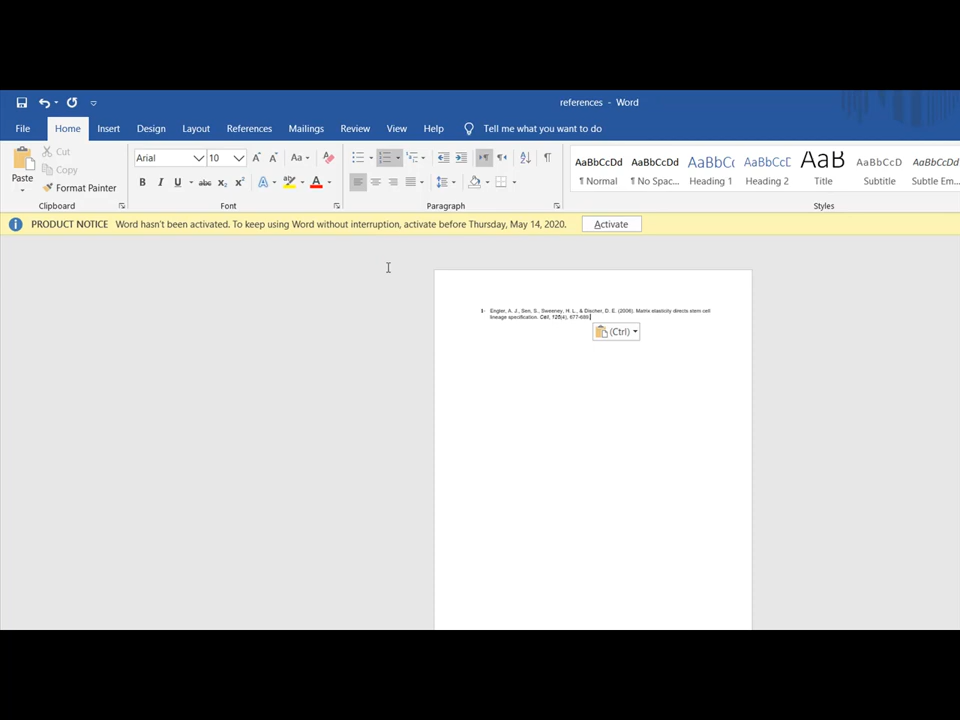 references - Word
File Home Insert Design Layout References Mailings Review View Help Tell me what you want to do
Paste
Cut
Copy
Format Painter
Clipboard
Arial 10
Aa
B I U abc x₂ x²
A aby A
Font
Paragraph
AaBbCcDd AaBbCcDd AaBbCc AaBbCcD AaB AaBbCcD AaBbCcDd
¶ Normal ¶ No Spac... Heading 1 Heading 2 Title Subtitle Subtle Em...
Styles
PRODUCT NOTICE Word hasn't been activated. To keep using Word without interruption, activate before Thursday, May 14, 2020. Activate
1- Engler, A. J., Sen, S., Sweeney, H. L., & Discher, D. E. (2006). Matrix elasticity directs stem cell
lineage specification. Cell, 126(4), 677-689.
(Ctrl)